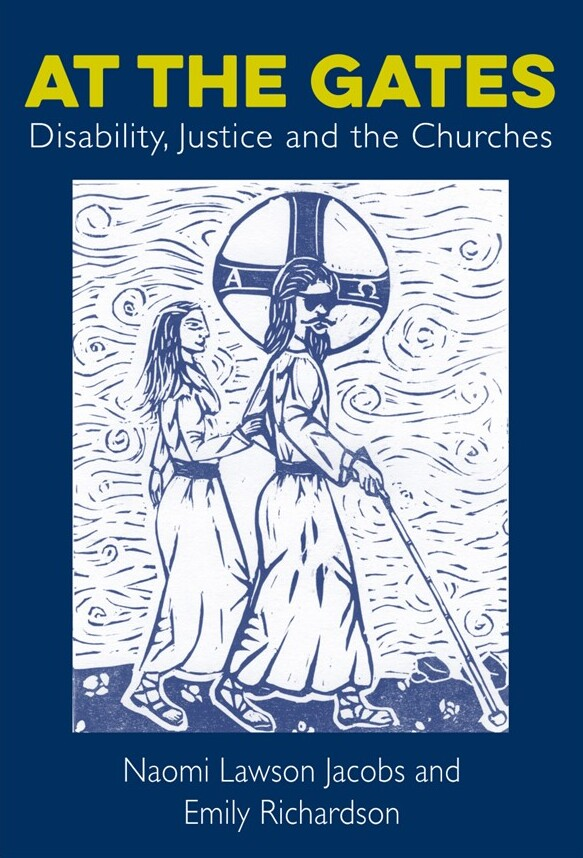 AT THE GATES
Disability, Justice and the Churches
Α Ω
Naomi Lawson Jacobs and
Emily Richardson